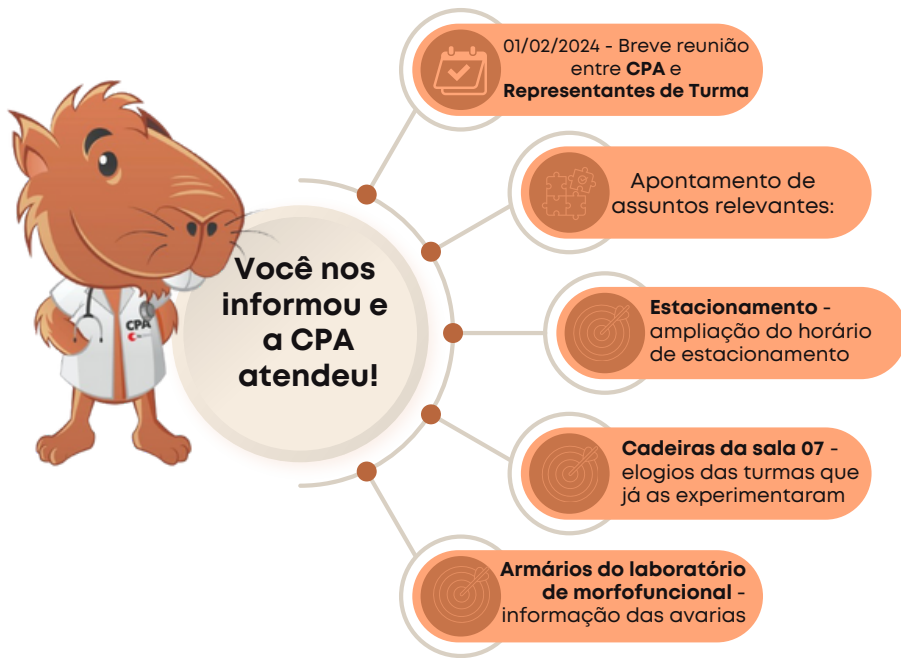 01/02/2024 - Breve reunião
entre CPA e
Representantes de Turma
Apontamento de
assuntos relevantes:
Você nos
informou e
a CPA
atendeu!
CPA
Estacionamento -
ampliação do horário
de estacionamento
Cadeiras da sala 07 -
elogios das turmas que
já as experimentaram
Armários do laboratório
de morfofuncional -
informação das avarias